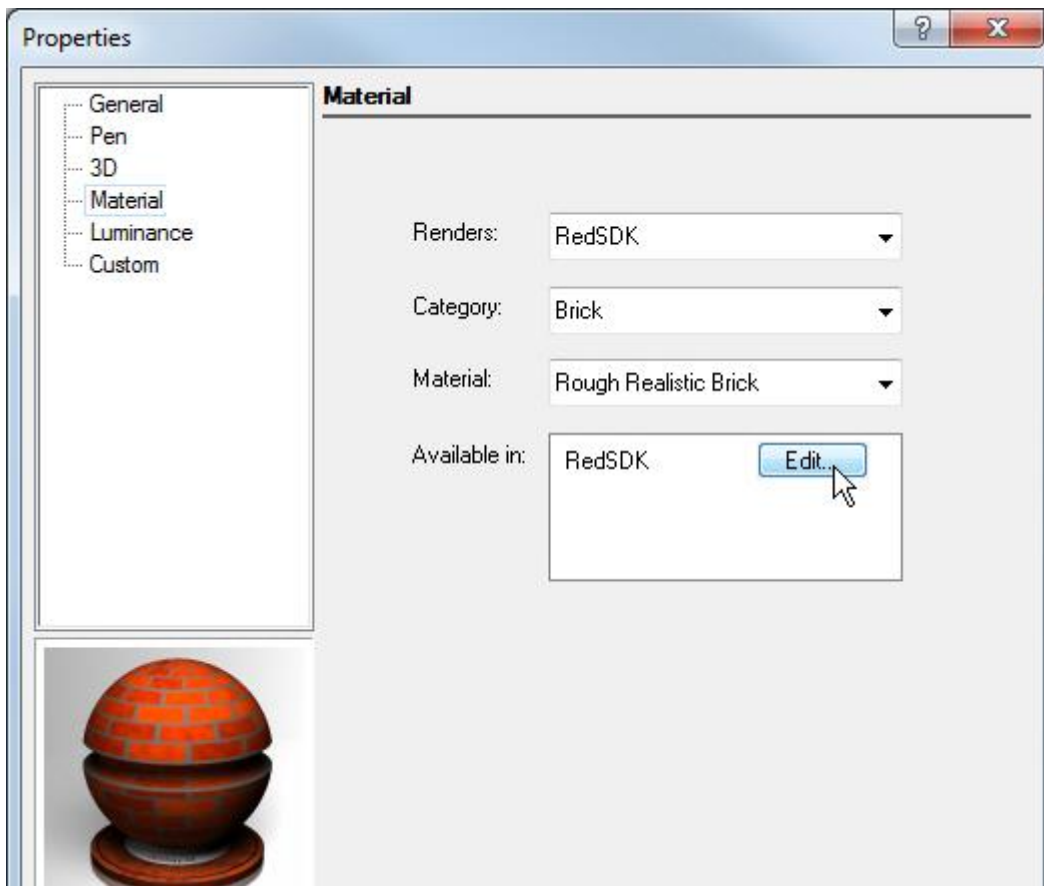 Properties
General
Pen
3D
Material
Luminance
Custom
Material
Renders: RedSDK
Category: Brick
Material: Rough Realistic Brick
Available in: RedSDK Edit...